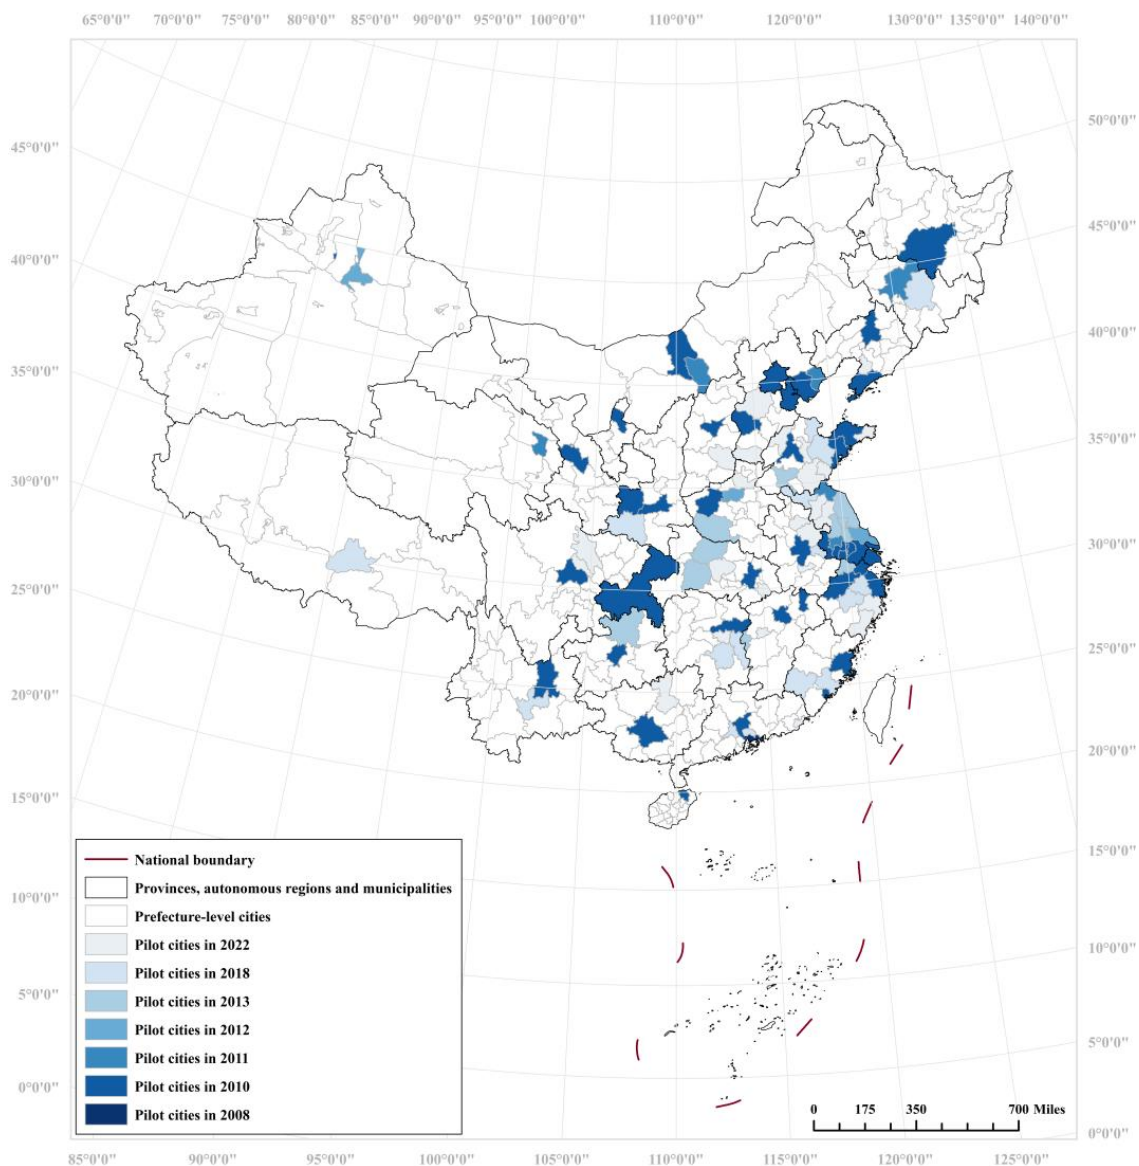 65°0'0" 70°0'0" 75°0'0" 80°0'0" 85°0'0" 90°0'0" 95°0'0" 100°0'0" 110°0'0" 120°0'0" 130°0'0" 135°0'0" 140°0'0"
50°0'0"
45°0'0"
45°0'0"
40°0'0"
40°0'0"
35°0'0"
35°0'0"
30°0'0"
30°0'0"
25°0'0"
25°0'0"
20°0'0"
20°0'0"
15°0'0"
15°0'0"
10°0'0"
10°0'0"
5°0'0"
5°0'0"
0°0'0"
0°0'0"
National boundary
Provinces, autonomous regions and municipalities
Prefecture-level cities
Pilot cities in 2022
Pilot cities in 2018
Pilot cities in 2013
Pilot cities in 2012
Pilot cities in 2011
Pilot cities in 2010
Pilot cities in 2008
0 175 350 700 Miles
85°0'0" 90°0'0" 95°0'0" 100°0'0" 105°0'0" 110°0'0" 115°0'0" 120°0'0" 125°0'0"